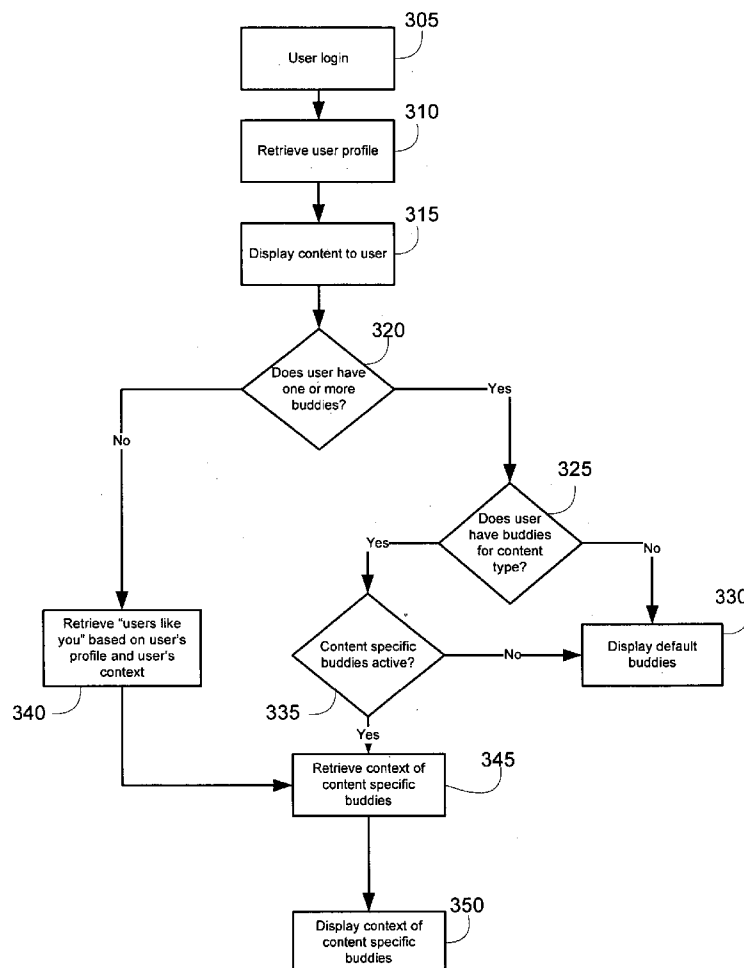 305
User login
310
Retrieve user profile
315
Display content to user
320
Does user have
one or more
buddies?
Yes
No
325
Does user
have buddies
for content
type?
Yes
No
330
Display default
buddies
Content specific
buddies active?
No
335
Yes
Retrieve "users like
you" based on user's
profile and user's
context
340
Retrieve context of
content specific
buddies
345
Display context of
content specific
buddies
350